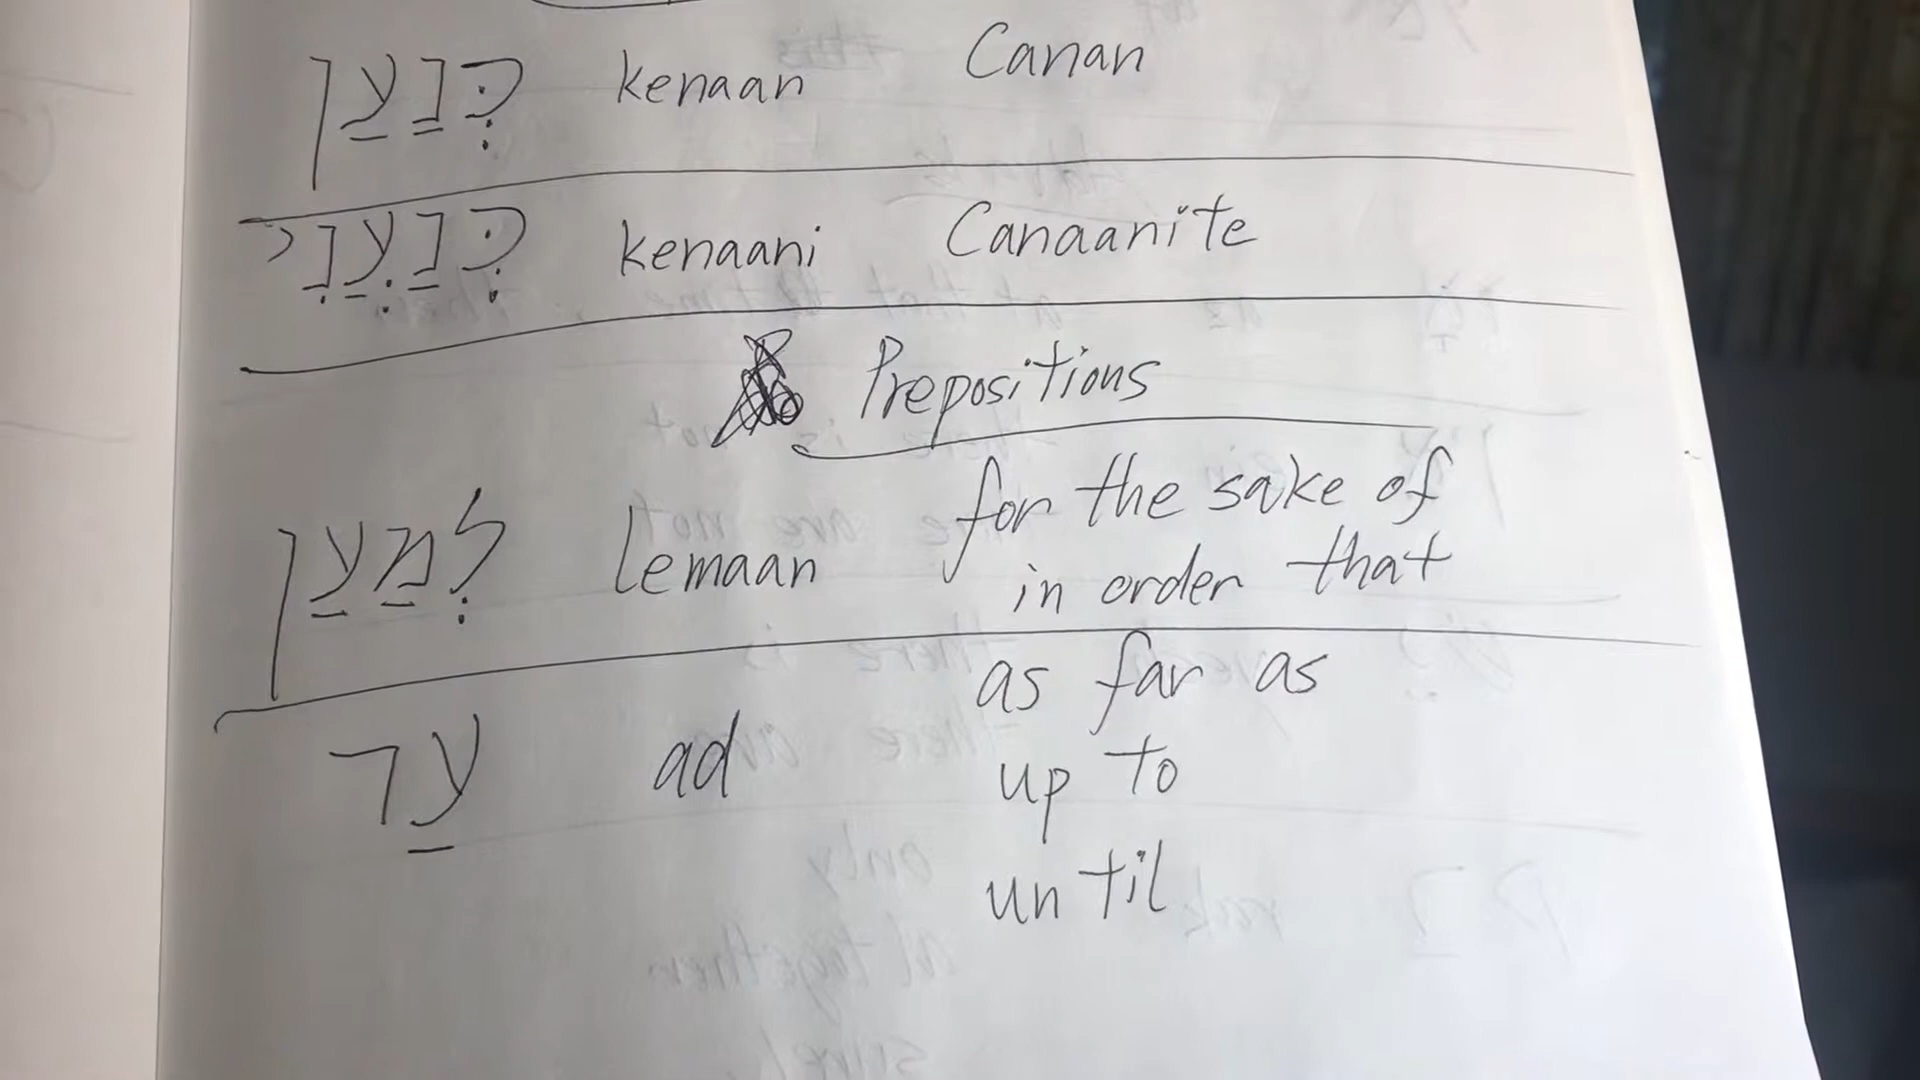 כְּנַעַן kenaan Canan
כְּנַעֲנִי kenaani Canaanite
Prepositions
לְמַעַן lemaan for the sake of
in order that
עַד ad as far as
up to
until